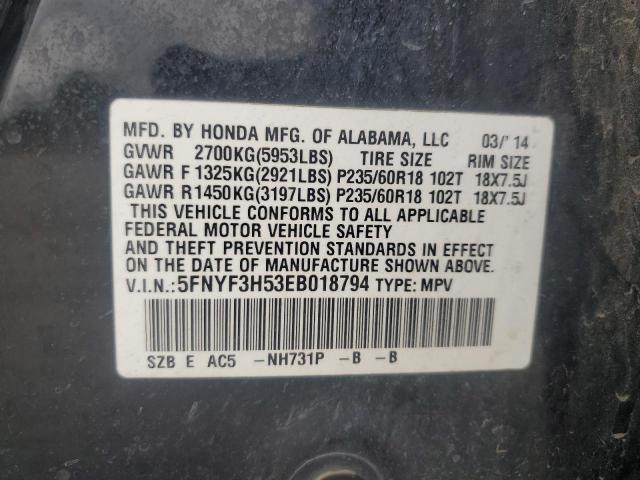 MFD. BY HONDA MFG. OF ALABAMA, LLC 03/'14
GVWR 2700KG(5953LBS) TIRE SIZE RIM SIZE
GAWR F 1325KG(2921LBS) P235/60R18 102T 18X7.5J
GAWR R1450KG(3197LBS) P235/60R18 102T 18X7.5J
THIS VEHICLE CONFORMS TO ALL APPLICABLE
FEDERAL MOTOR VEHICLE SAFETY
AND THEFT PREVENTION STANDARDS IN EFFECT
ON THE DATE OF MANUFACTURE SHOWN ABOVE.
V.I.N.:5FNYF3H53EB018794 TYPE: MPV
SZB E AC5 -NH731P -B -B